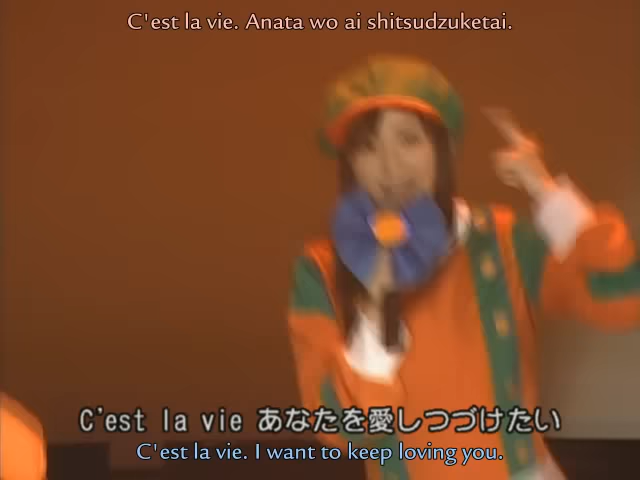 C'est la vie. Anata wo ai shitsudzuketai.
C'est la vie あなたを愛しつづけたい
C'est la vie. I want to keep loving you.